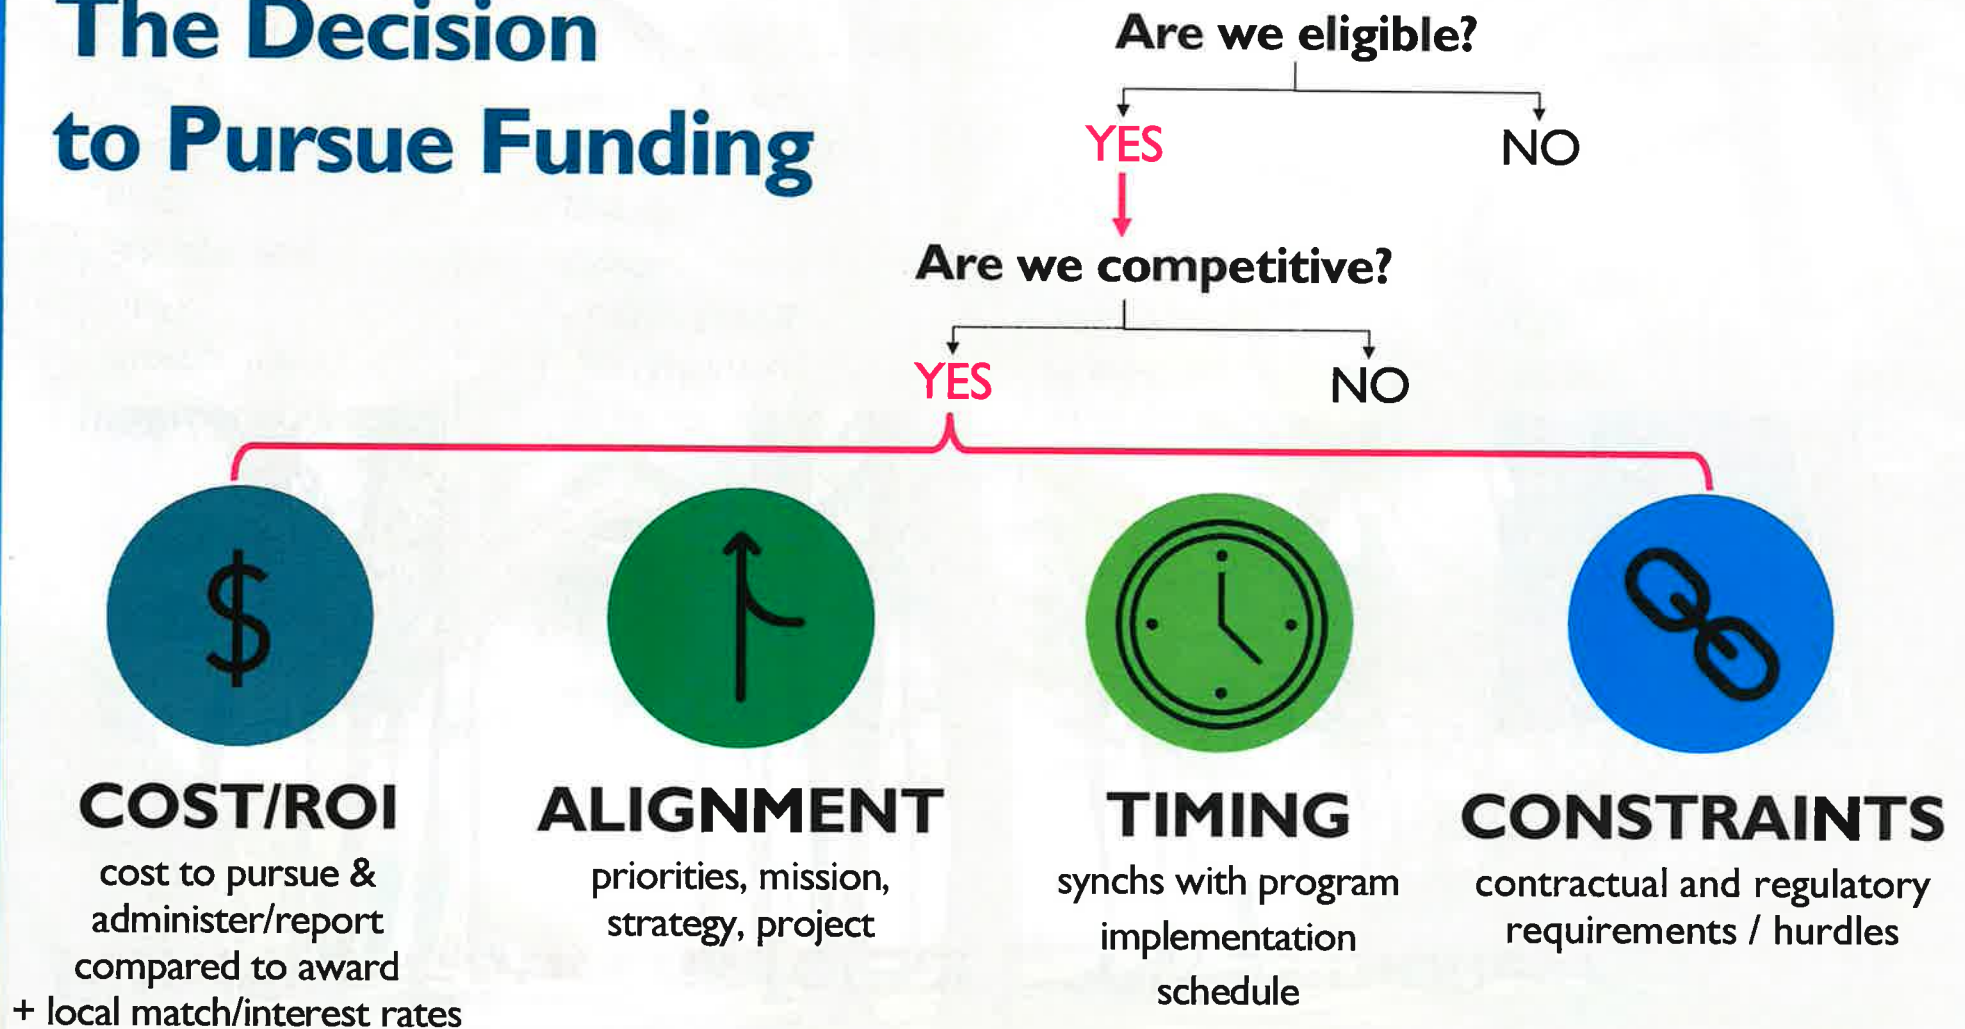 The Decision
to Pursue Funding
Are we eligible?
YES
NO
Are we competitive?
YES
NO
$
COST/ROI
cost to pursue &
administer/report
compared to award
+ local match/interest rates
ALIGNMENT
priorities, mission,
strategy, project
TIMING
synchs with program
implementation
schedule
CONSTRAINTS
contractual and regulatory
requirements / hurdles